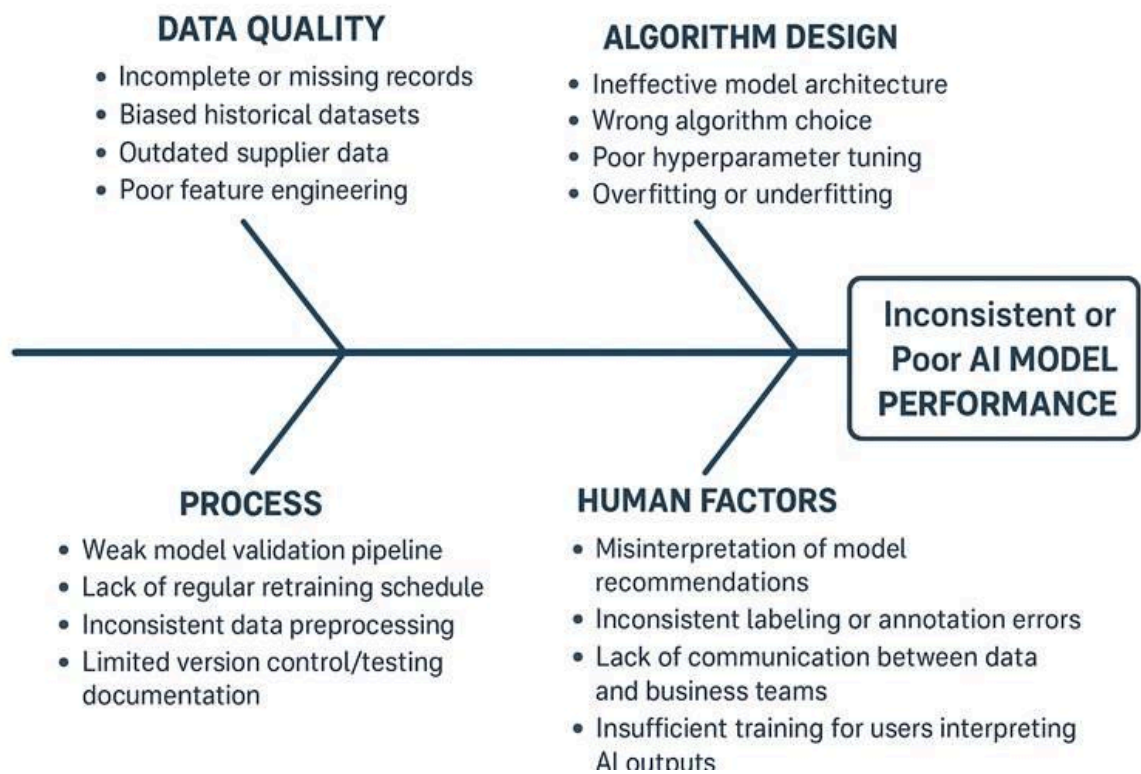 DATA QUALITY
• Incomplete or missing records
• Biased historical datasets
• Outdated supplier data
• Poor feature engineering
ALGORITHM DESIGN
• Ineffective model architecture
• Wrong algorithm choice
• Poor hyperparameter tuning
• Overfitting or underfitting
Inconsistent or
Poor AI MODEL
PERFORMANCE
PROCESS
• Weak model validation pipeline
• Lack of regular retraining schedule
• Inconsistent data preprocessing
• Limited version control/testing
documentation
HUMAN FACTORS
• Misinterpretation of model
recommendations
• Inconsistent labeling or annotation errors
• Lack of communication between data
and business teams
• Insufficient training for users interpreting
AI outputs